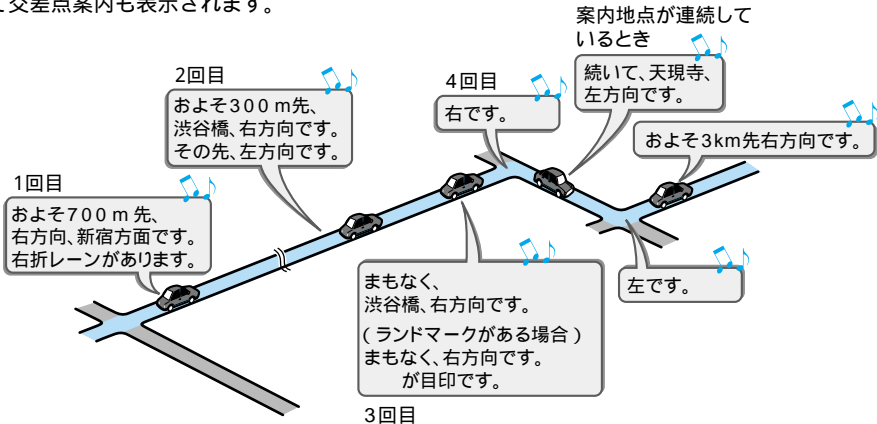 交差点案内も表示されます。
1回目
およそ700m先、
右方向、新宿方面です。
右折レーンがあります。
2回目
およそ300m先、
渋谷橋、右方向です。
その先、左方向です。
まもなく、
渋谷橋、右方向です。
(ランドマークがある場合)
まもなく、右方向です。
が目印です。
3回目
4回目
右です。
案内地点が連続して
いるとき
続いて、天現寺、
左方向です。
左です。
およそ3km先右方向です。